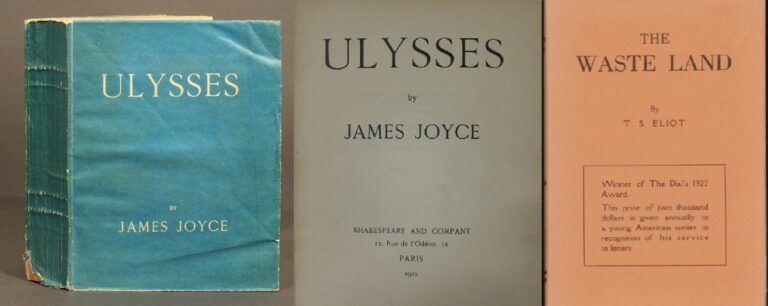 ULYSSES
BY
JAMES JOYCE
ULYSSES
by
JAMES JOYCE
SHAKESPEARE AND COMPANY
12, Rue de l'Odéon, 12
PARIS
1922
THE
WASTE LAND
By
T. S. ELIOT
Winner of The Dial's 1922
Award.
This prize of two thousand
dollars is given annually to
a young American writer in
recognition of his service
to letters